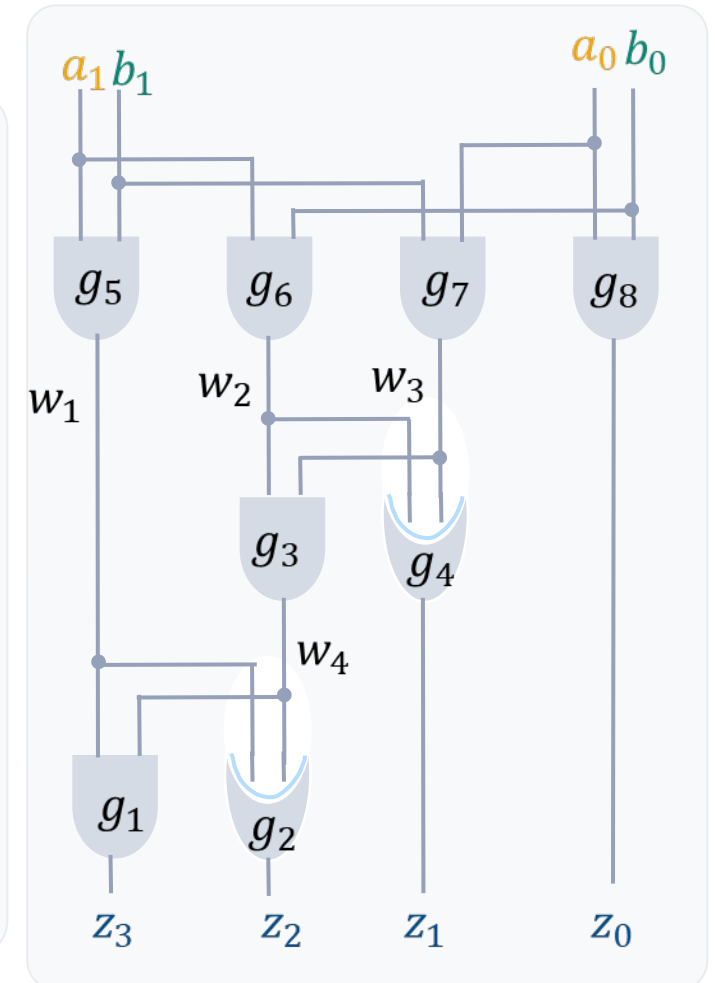 a₁ b₁ a₀ b₀
g₅ g₆ g₇ g₈
w₁ w₂ w₃
g₃ g₄
w₄
g₁ g₂
z₃ z₂ z₁ z₀